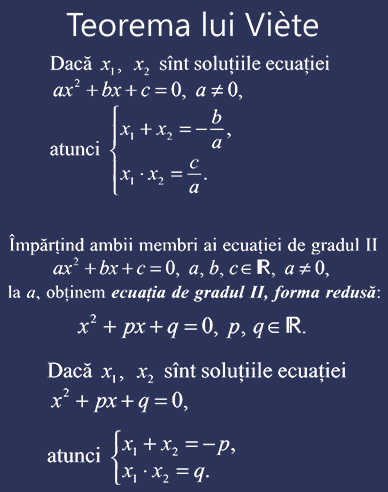 Teorema lui Viète
Dacă x₁, x₂ sînt soluțiile ecuației
ax² + bx + c = 0, a ≠ 0,
atunci { x₁ + x₂ = −b/a,
x₁ · x₂ = c/a.
Împărțind ambii membri ai ecuației de gradul II
ax² + bx + c = 0, a, b, c ∈ ℝ, a ≠ 0,
la a, obținem ecuația de gradul II, forma redusă:
x² + px + q = 0, p, q ∈ ℝ.
Dacă x₁, x₂ sînt soluțiile ecuației
x² + px + q = 0,
atunci { x₁ + x₂ = −p,
x₁ · x₂ = q.